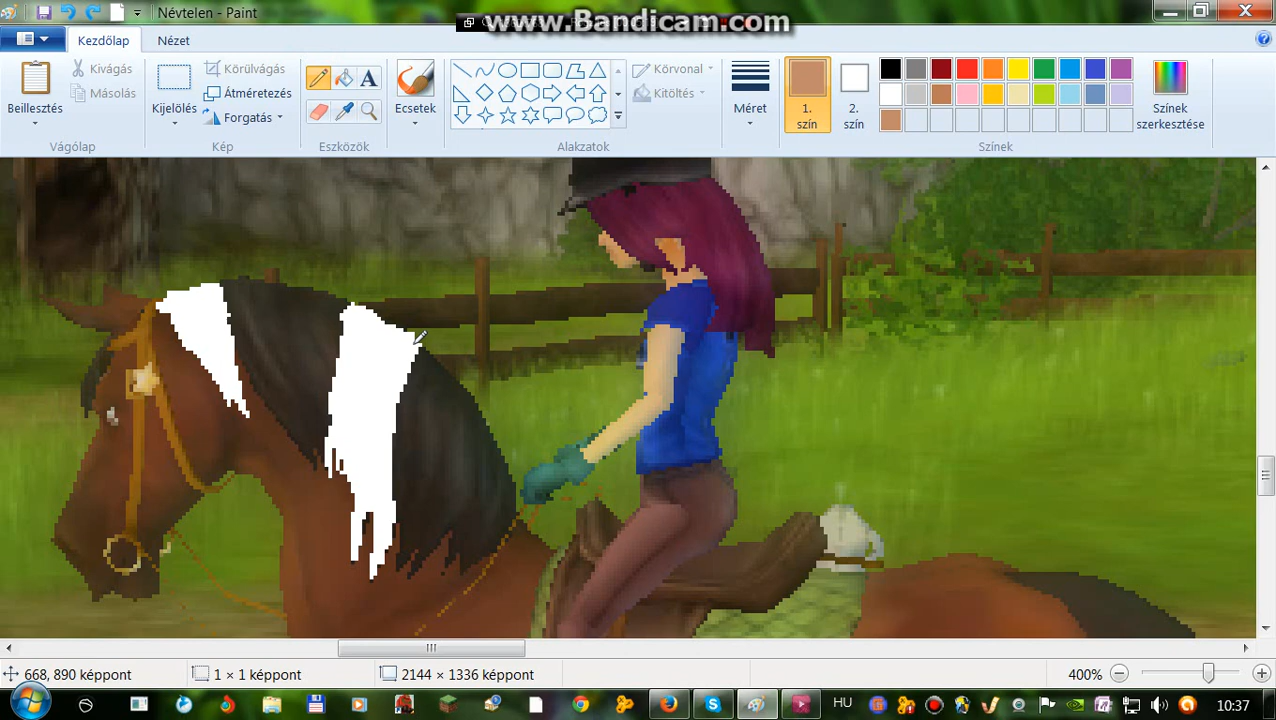 www.Bandicam.com
Névtelen - Paint
Kezdőlap
Nézet
Beillesztés
Kivágás
Másolás
Vágólap
Kijelölés
Körülvágás
Átméretezés
Forgatás
Kép
Eszközök
Ecsetek
Alakzatok
Körvonal
Kitöltés
Méret
1.
szín
2.
szín
Színek
szerkesztése
Színek
668, 890 képpont
1 × 1 képpont
2144 × 1336 képpont
400%
HU
10:37